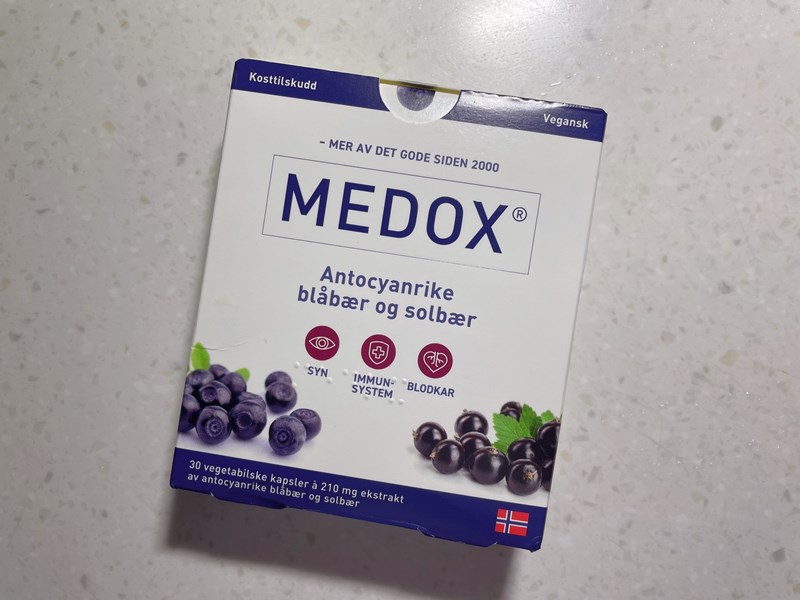 Kosttilskudd
Vegansk
– MER AV DET GODE SIDEN 2000
MEDOX®
Antocyanrike
blåbær og solbær
SYN
IMMUN-
SYSTEM
BLODKAR
30 vegetabilske kapsler à 210 mg ekstrakt
av antocyanrike blåbær og solbær